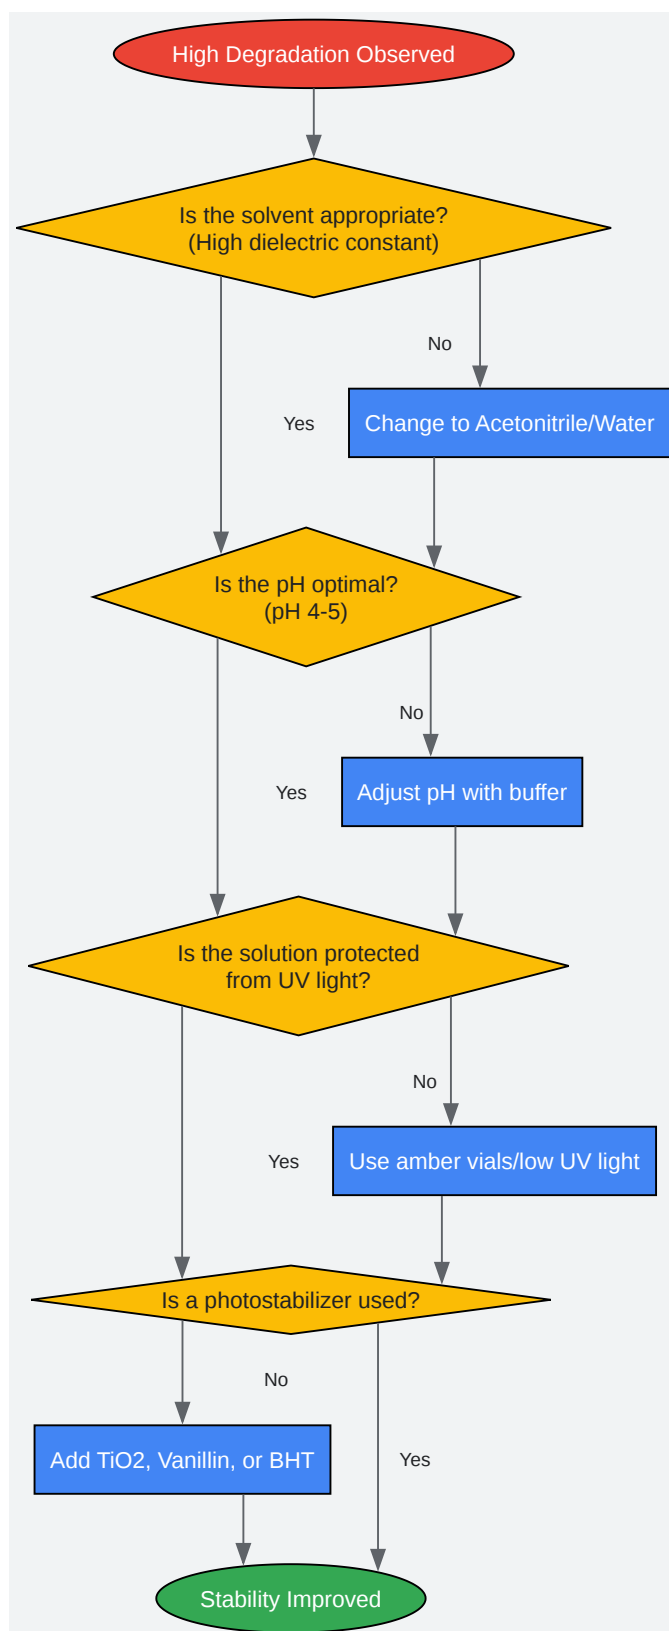 High Degradation Observed
Is the solvent appropriate?
(High dielectric constant)
No
Yes
Change to Acetonitrile/Water
Is the pH optimal?
(pH 4-5)
No
Yes
Adjust pH with buffer
Is the solution protected
from UV light?
No
Yes
Use amber vials/low UV light
Is a photostabilizer used?
No
Add TiO2, Vanillin, or BHT
Yes
Stability Improved